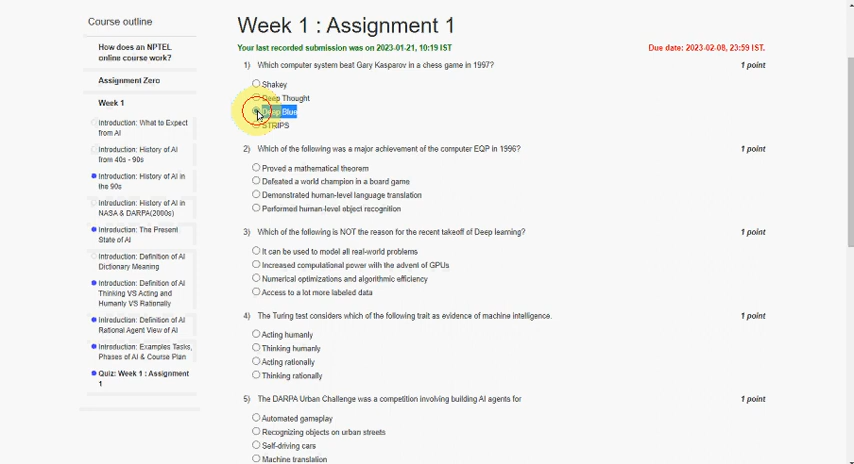 Course outline
How does an NPTEL
online course work?
Assignment Zero
Week 1
Introduction: What to Expect
from AI
Introduction: History of AI
from 40s - 90s
Introduction: History of AI in
the 90s
Introduction: History of AI in
NASA & DARPA(2000s)
Introduction: The Present
State of AI
Introduction: Definition of AI
Dictionary Meaning
Introduction: Definition of AI
Thinking VS Acting and
Humanly VS Rationally
Introduction: Definition of AI
Rational Agent View of AI
Introduction: Examples Tasks,
Phases of AI & Course Plan
Quiz: Week 1 : Assignment
1
Week 1 : Assignment 1
Your last recorded submission was on 2023-01-21, 10:19 IST Due date: 2023-02-08, 23:59 IST.
1) Which computer system beat Gary Kasparov in a chess game in 1997? 1 point
Shakey
Deep Thought
Deep Blue
STRIPS
2) Which of the following was a major achievement of the computer EQP in 1996? 1 point
Proved a mathematical theorem
Defeated a world champion in a board game
Demonstrated human-level language translation
Performed human-level object recognition
3) Which of the following is NOT the reason for the recent takeoff of Deep learning? 1 point
It can be used to model all real-world problems
Increased computational power with the advent of GPUs
Numerical optimizations and algorithmic efficiency
Access to a lot more labeled data
4) The Turing test considers which of the following trait as evidence of machine intelligence. 1 point
Acting humanly
Thinking humanly
Acting rationally
Thinking rationally
5) The DARPA Urban Challenge was a competition involving building AI agents for 1 point
Automated gameplay
Recognizing objects on urban streets
Self-driving cars
Machine translation